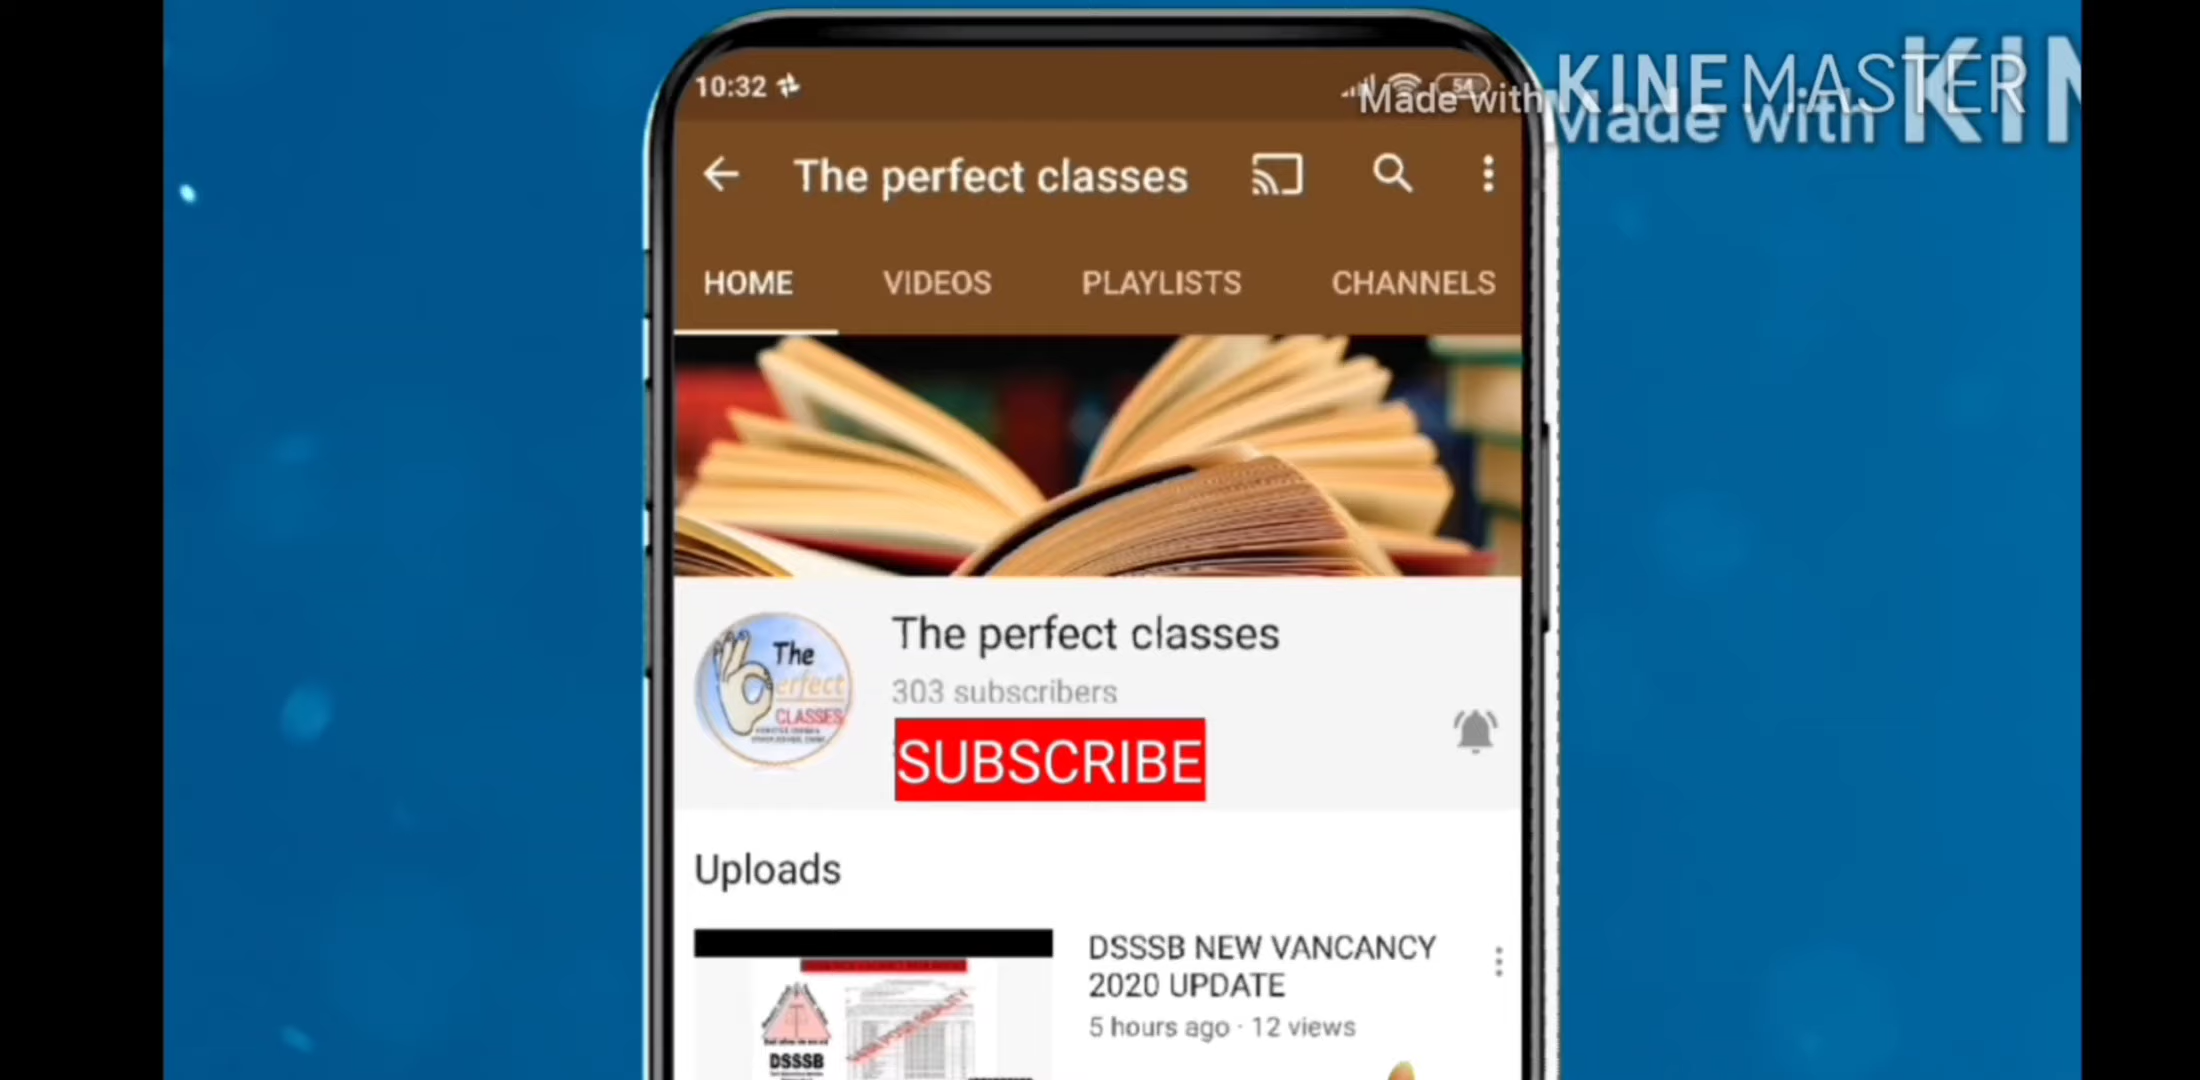 10:32
54
Made with KINEMASTER
Made with KIN
The perfect classes
HOME VIDEOS PLAYLISTS CHANNELS
The perfect classes
303 subscribers
SUBSCRIBE
The
erfect
CLASSES
Uploads
DSSSB NEW VANCANCY
2020 UPDATE
5 hours ago · 12 views
DSSSB